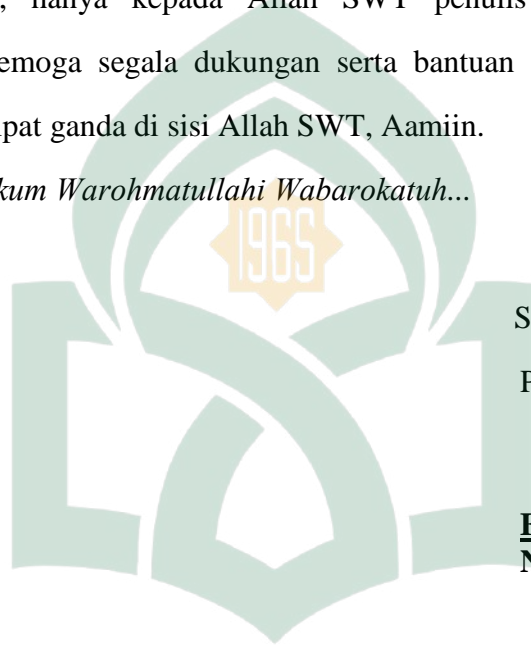 , hanya kepada Allah SWT penulis
emoga segala dukungan serta bantuan
pat ganda di sisi Allah SWT, Aamiin.
kum Warohmatullahi Wabarokatuh...
1965
S
P
N